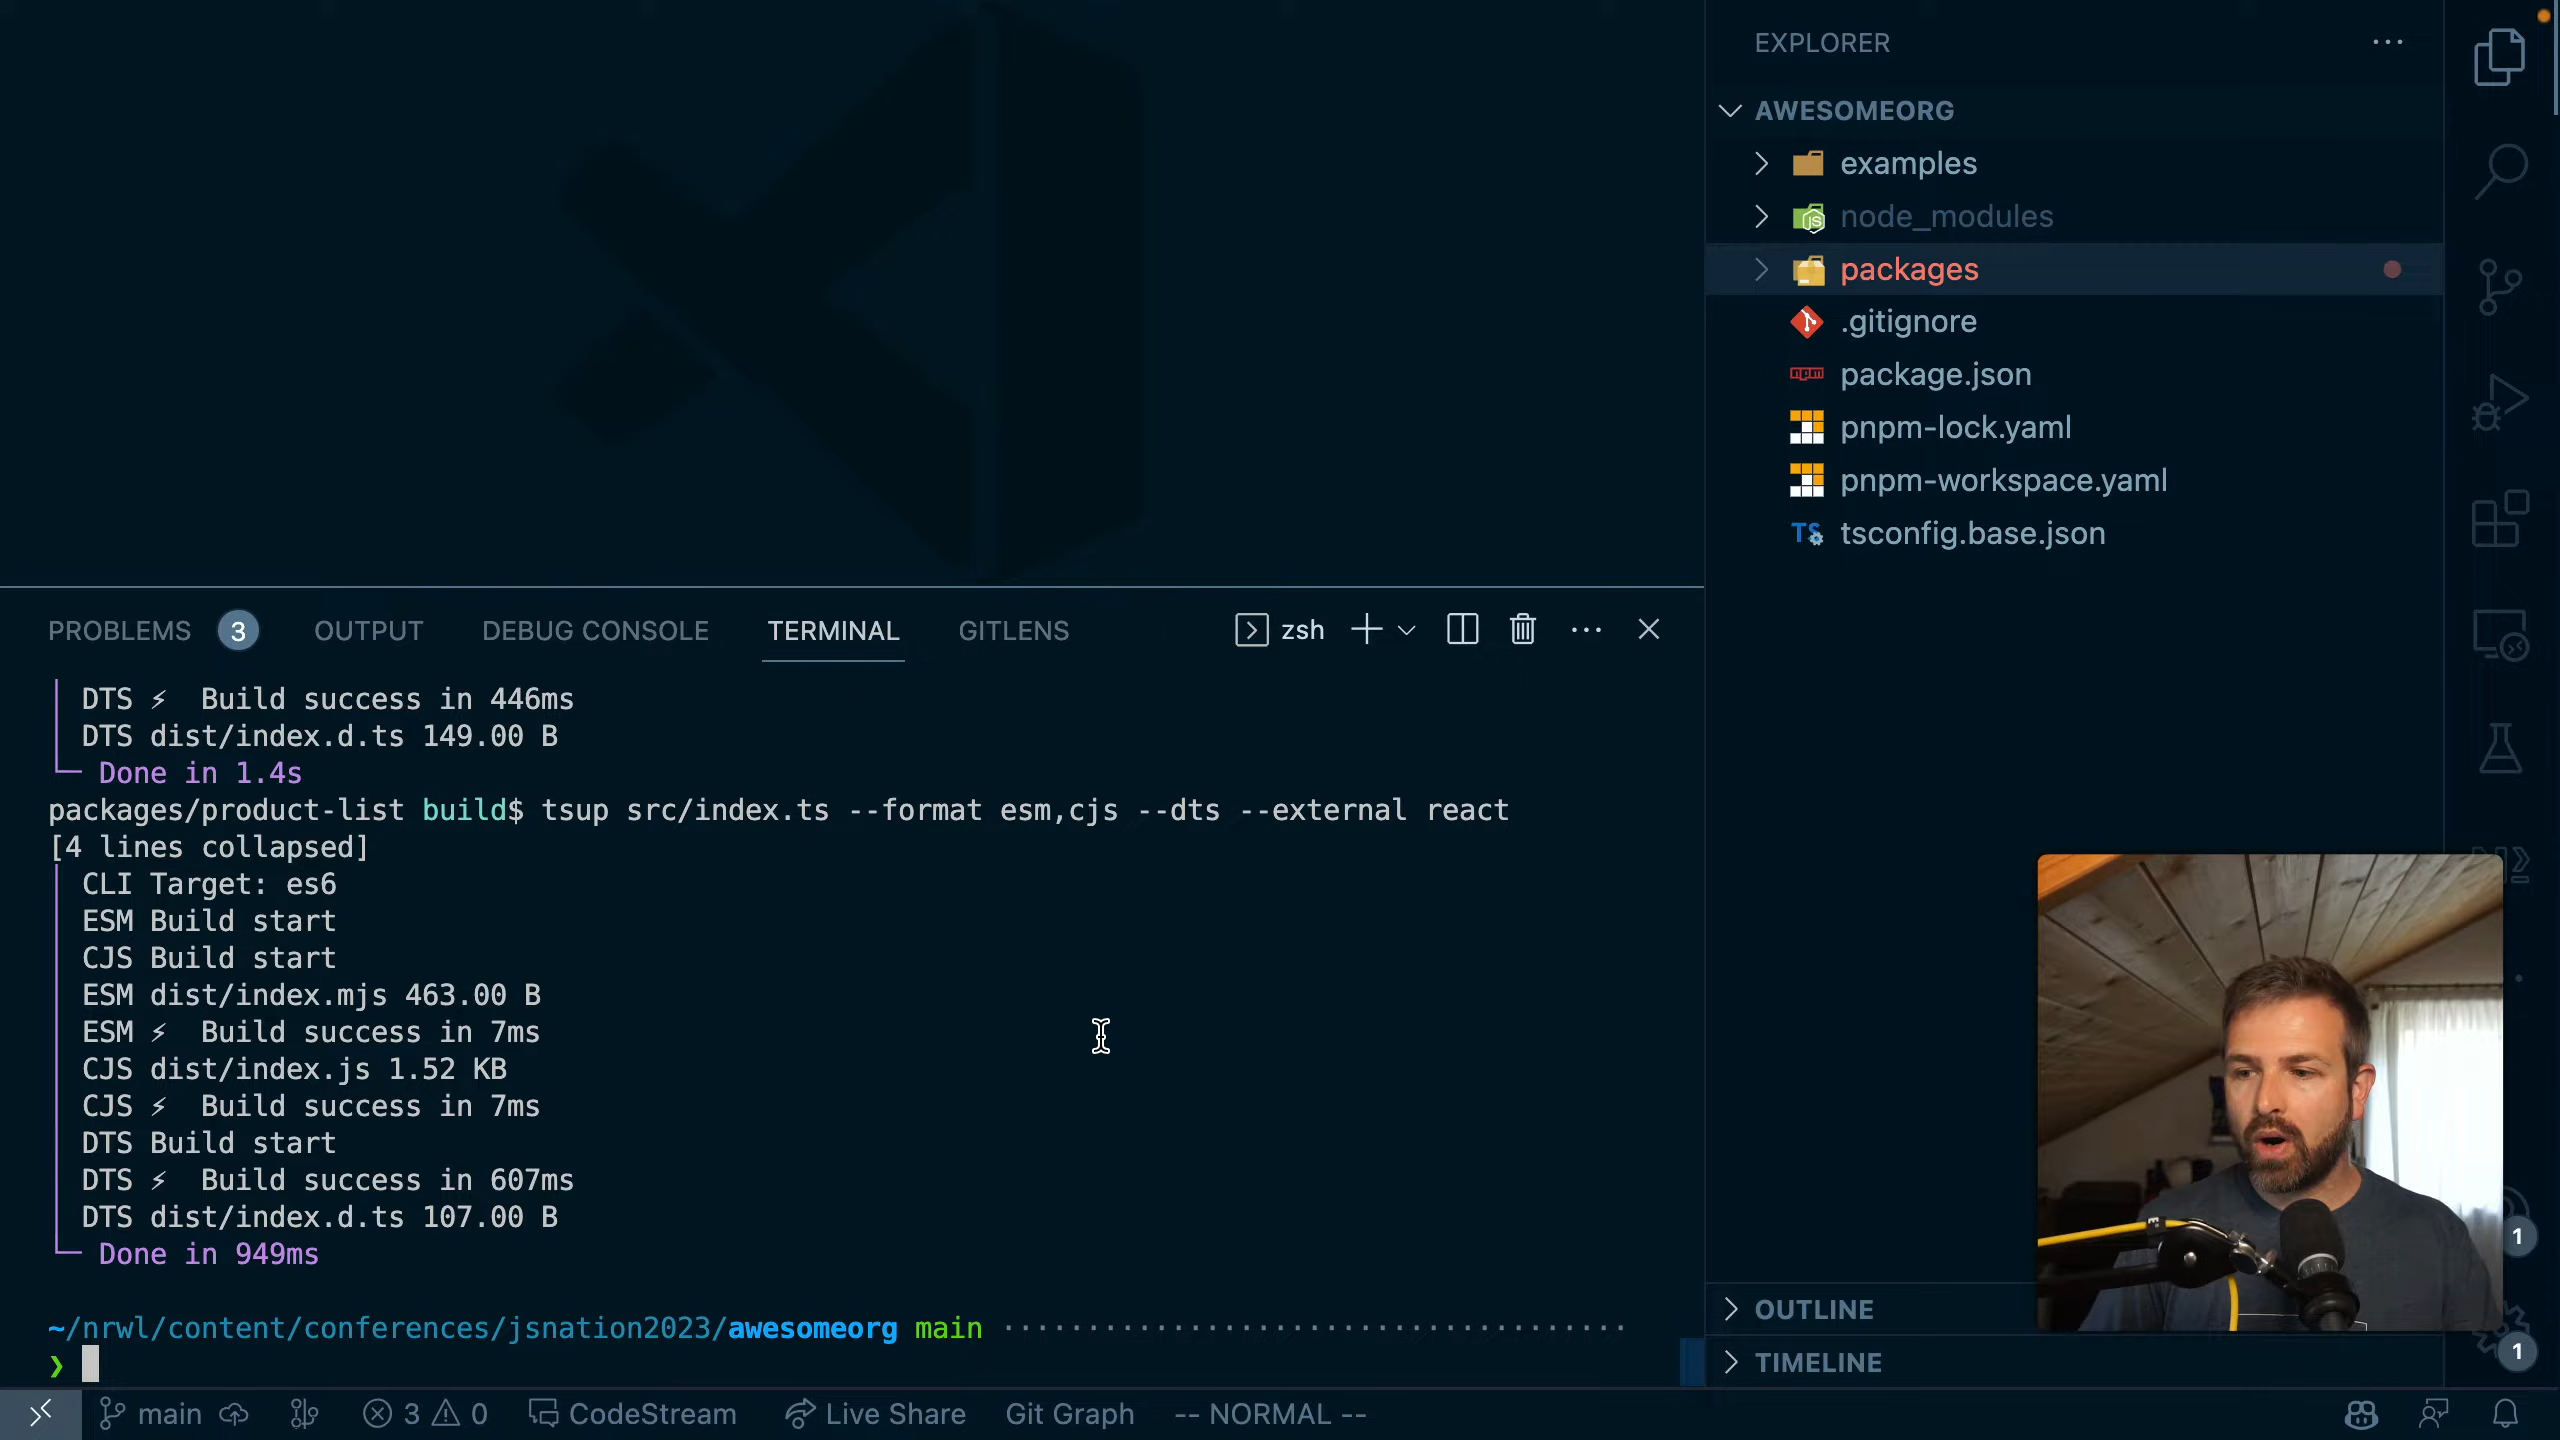 EXPLORER
AWESOMEORG
examples
node_modules
packages
.gitignore
package.json
pnpm-lock.yaml
pnpm-workspace.yaml
tsconfig.base.json
PROBLEMS 3 OUTPUT DEBUG CONSOLE TERMINAL GITLENS zsh
DTS ⚡ Build success in 446ms
DTS dist/index.d.ts 149.00 B
└─ Done in 1.4s
packages/product-list build$ tsup src/index.ts --format esm,cjs --dts --external react
[4 lines collapsed]
CLI Target: es6
ESM Build start
CJS Build start
ESM dist/index.mjs 463.00 B
ESM ⚡ Build success in 7ms
CJS dist/index.js 1.52 KB
CJS ⚡ Build success in 7ms
DTS Build start
DTS ⚡ Build success in 607ms
DTS dist/index.d.ts 107.00 B
└─ Done in 949ms
~/nrwl/content/conferences/jsnation2023/awesomeorg main
❯
OUTLINE
TIMELINE
1
1
main 3 0 CodeStream Live Share Git Graph -- NORMAL --